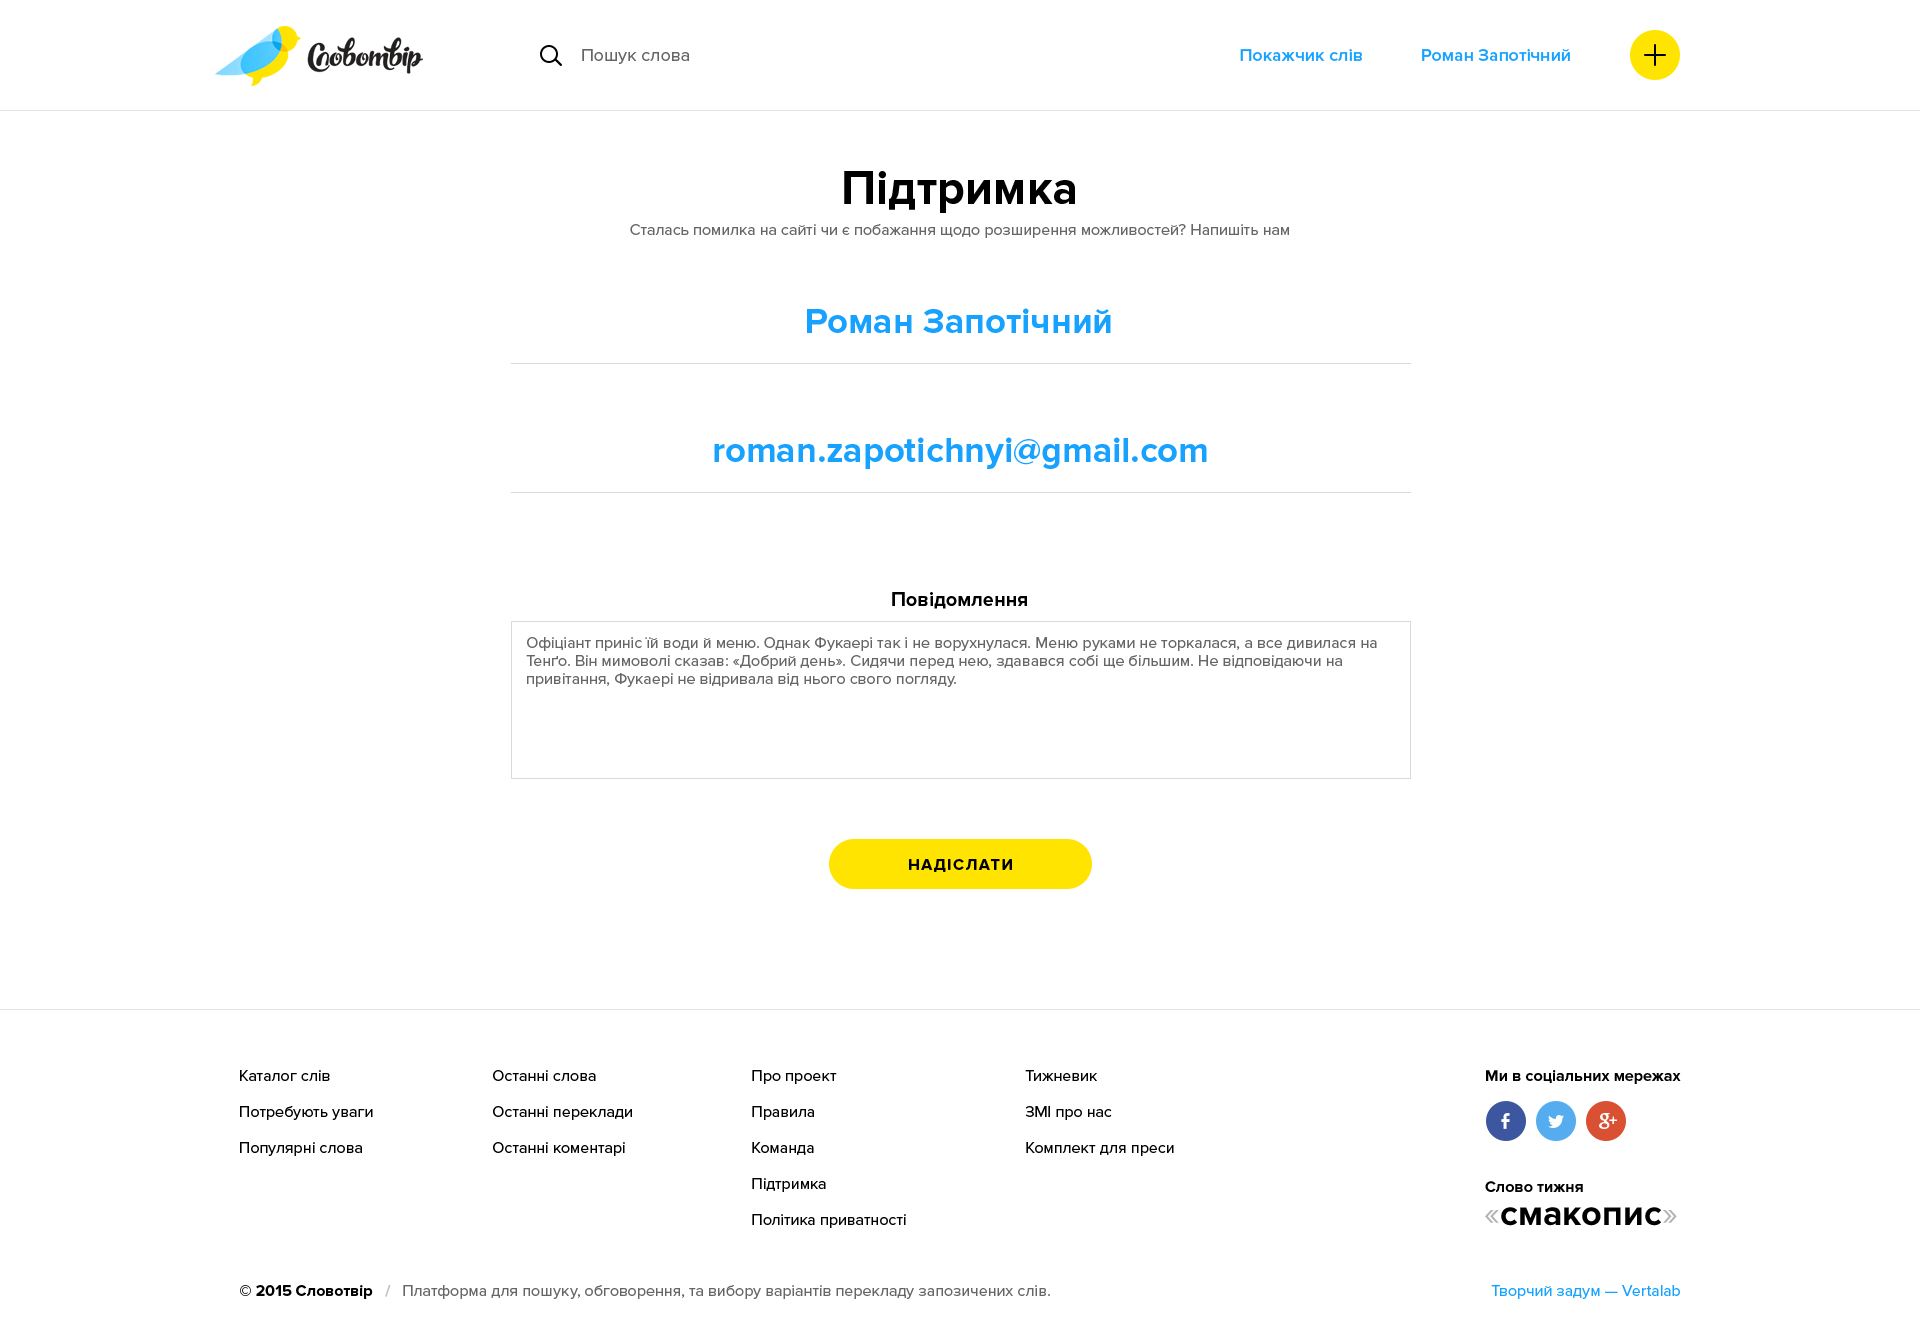 Словотвір
Пошук слова
Покажчик слів
Роман Запотічний
Підтримка
Сталась помилка на сайті чи є побажання щодо розширення можливостей? Напишіть нам
Роман Запотічний
roman.zapotichnyi@gmail.com
Повідомлення
Офіціант приніс їй води й меню. Однак Фукаері так і не ворухнулася. Меню руками не торкалася, а все дивилася на
Тенґо. Він мимоволі сказав: «Добрий день». Сидячи перед нею, здавався собі ще більшим. Не відповідаючи на
привітання, Фукаері не відривала від нього свого погляду.
НАДІСЛАТИ
Каталог слів
Потребують уваги
Популярні слова
Останні слова
Останні переклади
Останні коментарі
Про проект
Правила
Команда
Підтримка
Політика приватності
Тижневик
ЗМІ про нас
Комплект для преси
Ми в соціальних мережах
f
g+
Слово тижня
«смакопис»
© 2015 Словотвір / Платформа для пошуку, обговорення, та вибору варіантів перекладу запозичених слів.
Творчий задум — Vertalab